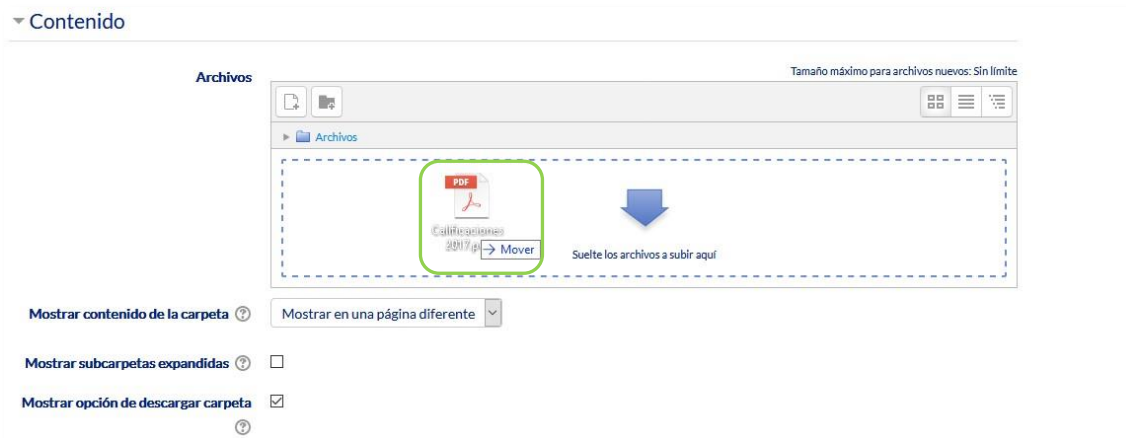 Contenido
Archivos
Tamaño máximo para archivos nuevos: Sin límite
Archivos
PDF
Calificaciones
2017.p
Mover
Suelte los archivos a subir aquí
Mostrar contenido de la carpeta
Mostrar en una página diferente
Mostrar subcarpetas expandidas
Mostrar opción de descargar carpeta